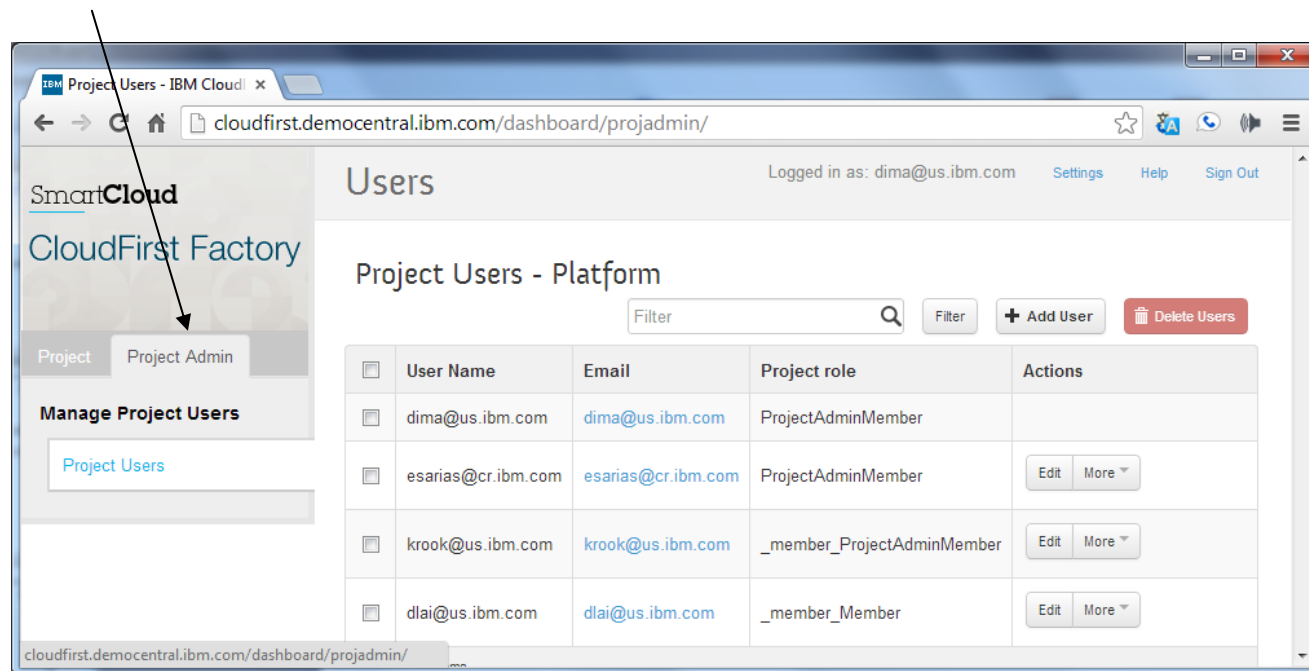 IBM Project Users - IBM Cloud
cloudfirst.democentral.ibm.com/dashboard/projadmin/
SmartCloud
CloudFirst Factory
Project
Project Admin
Manage Project Users
Project Users
Users
Logged in as: dima@us.ibm.com
Settings
Help
Sign Out
Project Users - Platform
Filter
Filter
Add User
Delete Users
User Name Email Project role Actions
dima@us.ibm.com dima@us.ibm.com ProjectAdminMember
esarias@cr.ibm.com esarias@cr.ibm.com ProjectAdminMember Edit More
krook@us.ibm.com krook@us.ibm.com _member_ProjectAdminMember Edit More
dlai@us.ibm.com dlai@us.ibm.com _member_Member Edit More
cloudfirst.democentral.ibm.com/dashboard/projadmin/